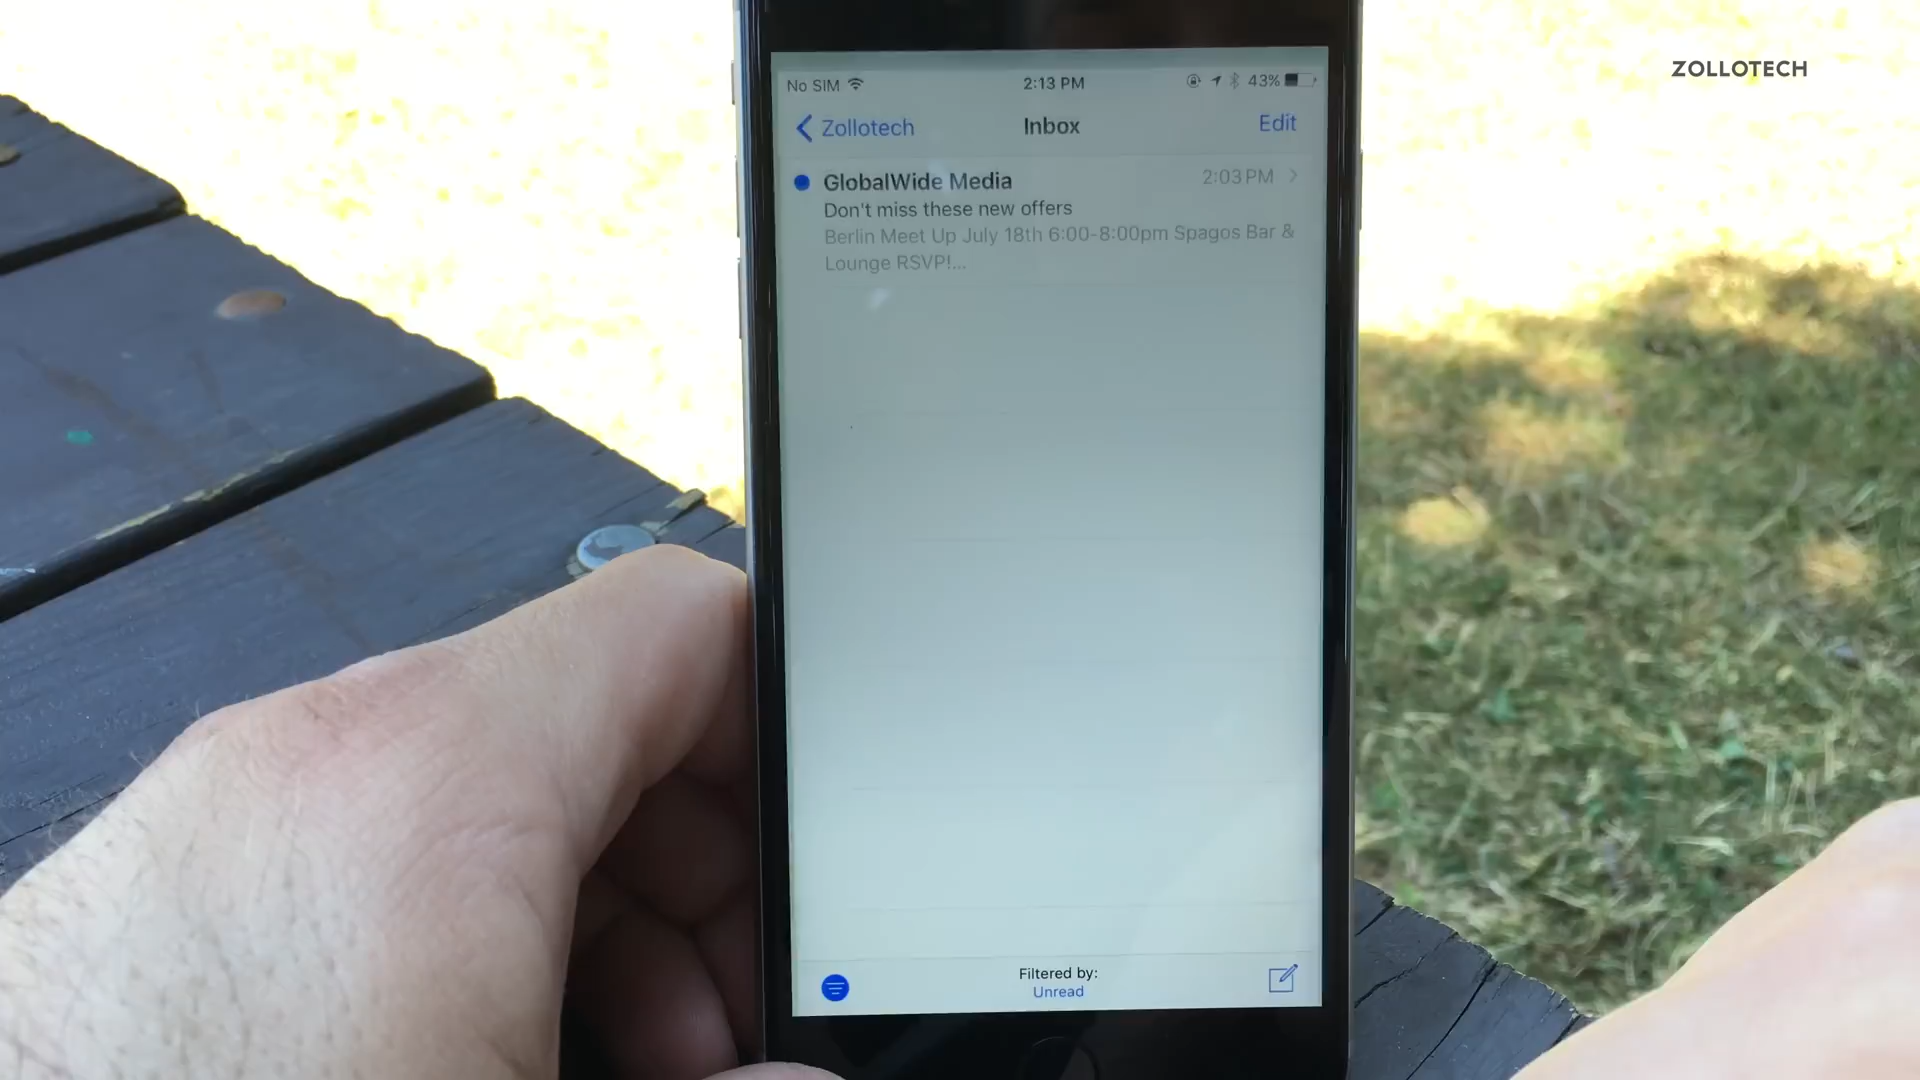 ZOLLOTECH
No SIM 2:13 PM 43%
Zollotech Inbox Edit
GlobalWide Media 2:03 PM
Don't miss these new offers
Berlin Meet Up July 18th 6:00-8:00pm Spagos Bar &
Lounge RSVP!...
Filtered by:
Unread